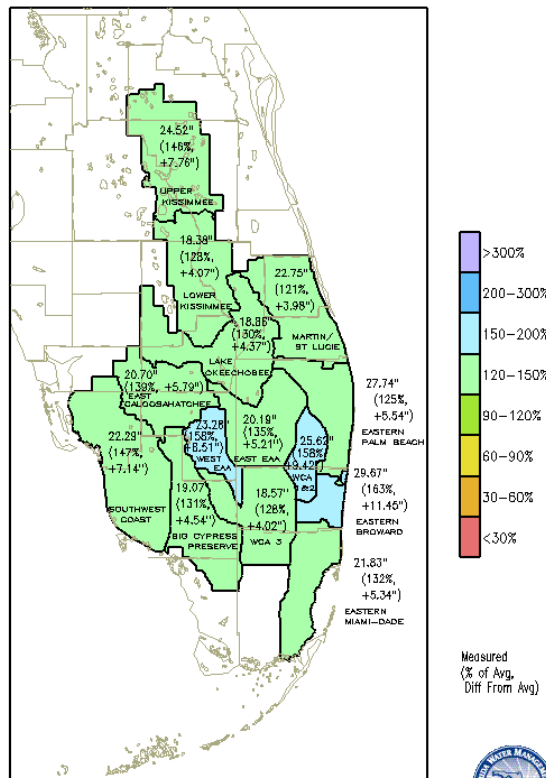 24.52"
(146%,
+7.76")
UPPER
KISSIMMEE
18.38"
(128%,
+4.07")
LOWER
KISSIMMEE
22.75"
(121%,
+3.98")
MARTIN/
ST LUCIE
18.86"
(130%,
+4.37")
LAKE
OKEECHOBEE
20.70"
(139%, +5.79")
EAST
CALOOSAHATCHEE
27.74"
(125%,
+5.54")
EASTERN
PALM BEACH
23.28"
(158%,
+8.51")
WEST EAA
20.19"
(135%,
+5.21")
EAST EAA
25.62"
(158%,
+9.42")
WCA
1&2
22.29"
(147%,
+7.14")
SOUTHWEST
COAST
19.07"
(131%,
+4.54")
BIG CYPRESS
PRESERVE
18.57"
(128%,
+4.02")
WCA 3
29.67"
(163%,
+11.45")
EASTERN
BROWARD
21.83"
(132%,
+5.34")
EASTERN
MIAMI-DADE
>300%
200-300%
150-200%
120-150%
90-120%
60-90%
30-60%
<30%
Measured
(% of Avg,
Diff From Avg)
WATER